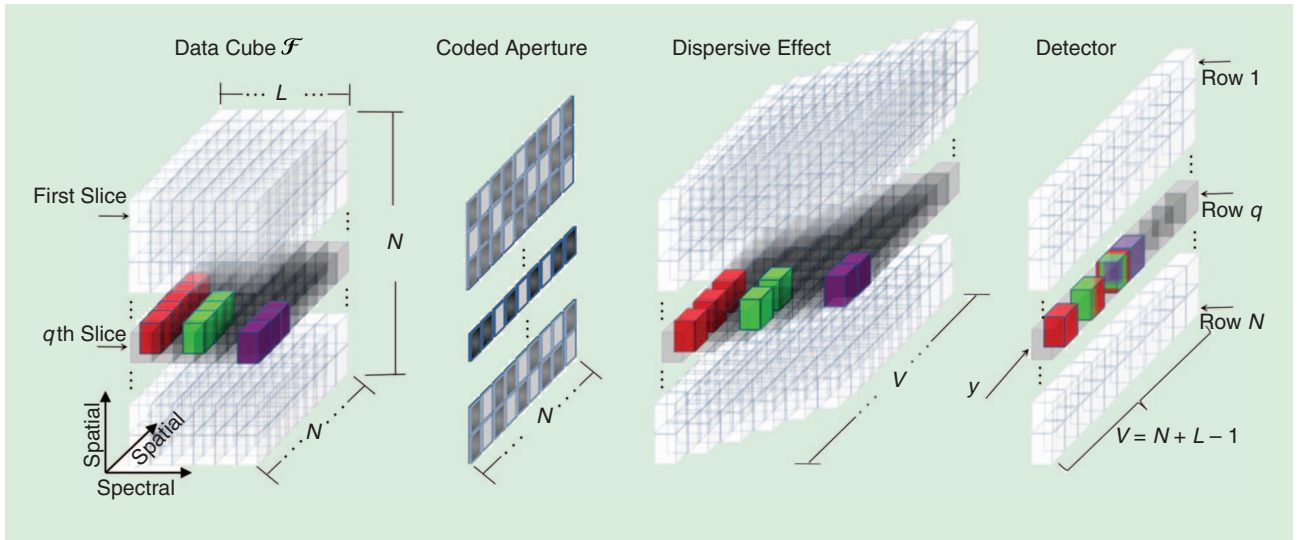 Data Cube ℱ
Coded Aperture
Dispersive Effect
Detector
L
Row 1
First Slice
N
Row q
qth Slice
Row N
V
y
N
N
V = N + L – 1
Spatial
Spatial
Spectral